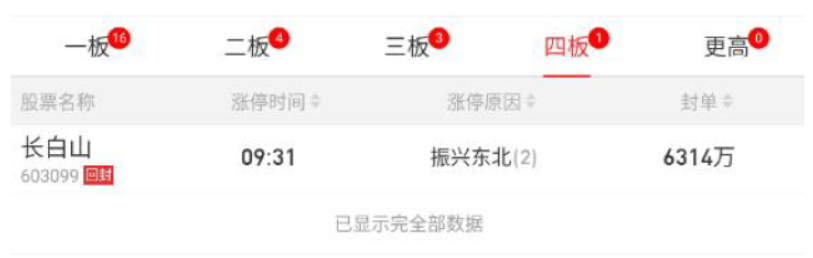 一板 16 二板 4 三板 3 四板 1 更高 0
股票名称 涨停时间 涨停原因 封单
长白山 09:31 振兴东北(2) 6314万
603099 回封
已显示完全部数据